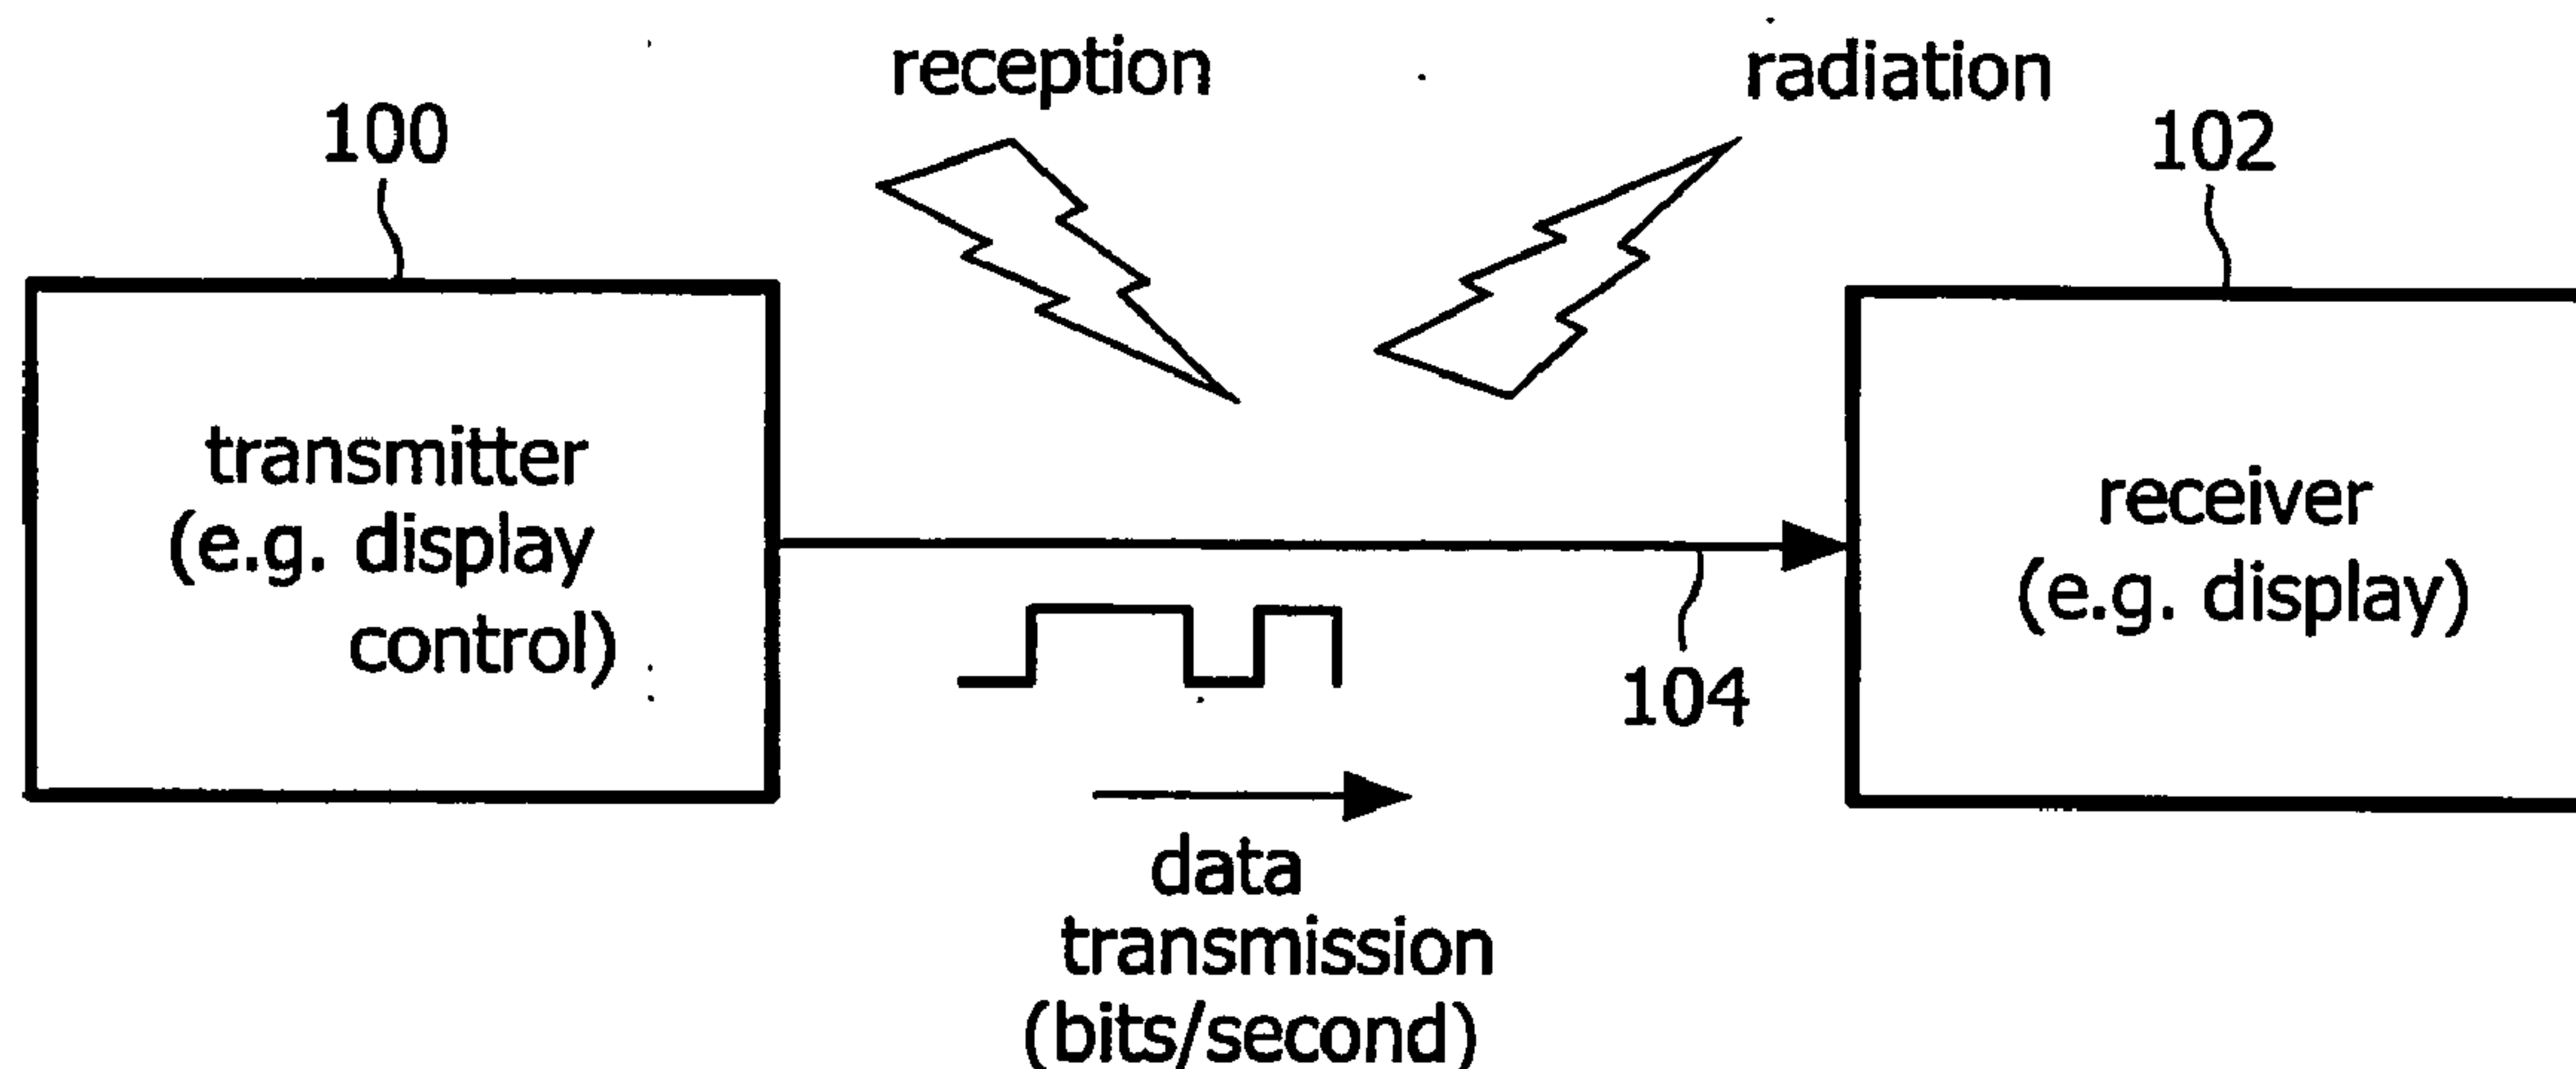 reception
radiation
100
102
transmitter
(e.g. display
control)
receiver
(e.g. display)
104
data
transmission
(bits/second)